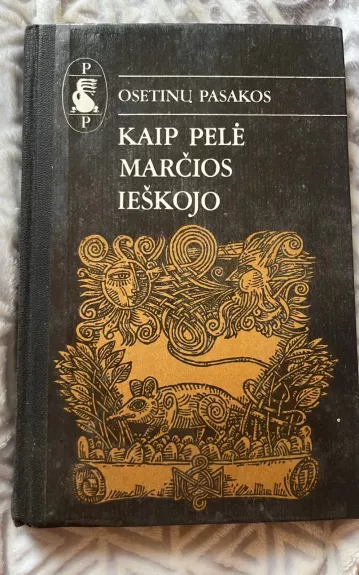 P
P
OSETINŲ PASAKOS
KAIP PELĖ
MARČIOS
IEŠKOJO